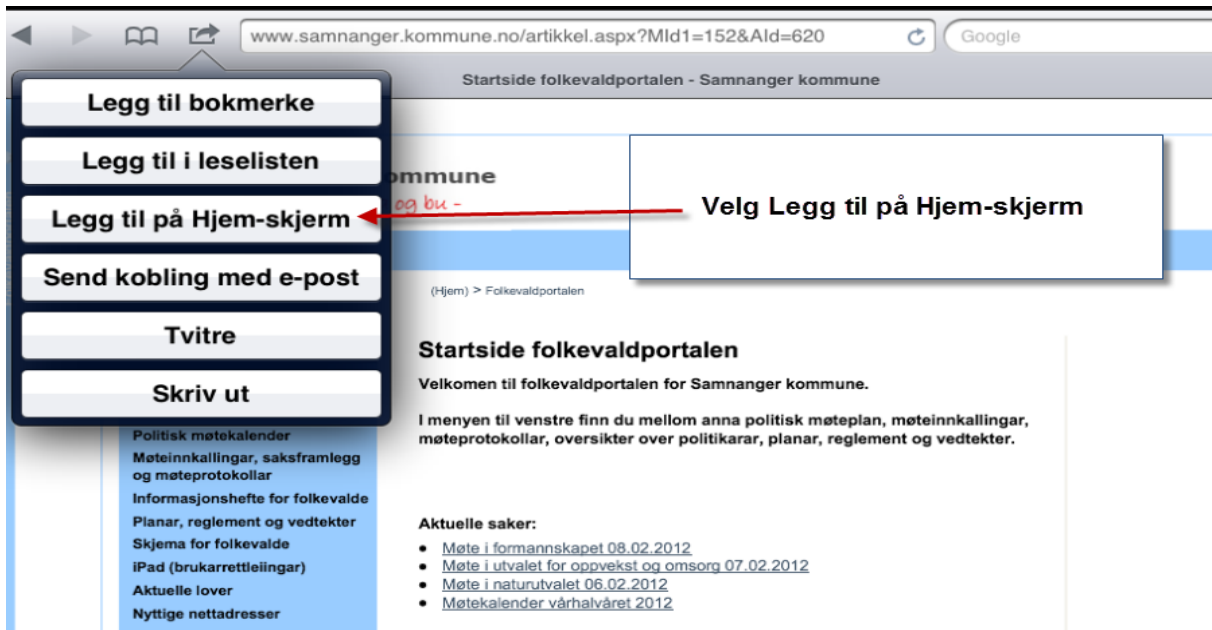 www.samnanger.kommune.no/artikkel.aspx?MId1=152&AId=620
Google
Startside folkevaldportalen - Samnanger kommune
Legg til bokmerke
Legg til i leselisten
Legg til på Hjem-skjerm
Send kobling med e-post
Tvitre
Skriv ut
ommune
og bu -
Velg Legg til på Hjem-skjerm
(Hjem) > Folkevaldportalen
Startside folkevaldportalen
Velkomen til folkevaldportalen for Samnanger kommune.
I menyen til venstre finn du mellom anna politisk møteplan, møteinnkallingar,
møteprotokollar, oversikter over politikarar, planar, reglement og vedtekter.
Politisk møtekalender
Møteinnkallingar, saksframlegg
og møteprotokollar
Informasjonshefte for folkevalde
Planar, reglement og vedtekter
Skjema for folkevalde
iPad (brukarrettleiingar)
Aktuelle lover
Nyttige nettadresser
Aktuelle saker:
Møte i formannskapet 08.02.2012
Møte i utvalet for oppvekst og omsorg 07.02.2012
Møte i naturutvalet 06.02.2012
Møtekalender vårhalvåret 2012